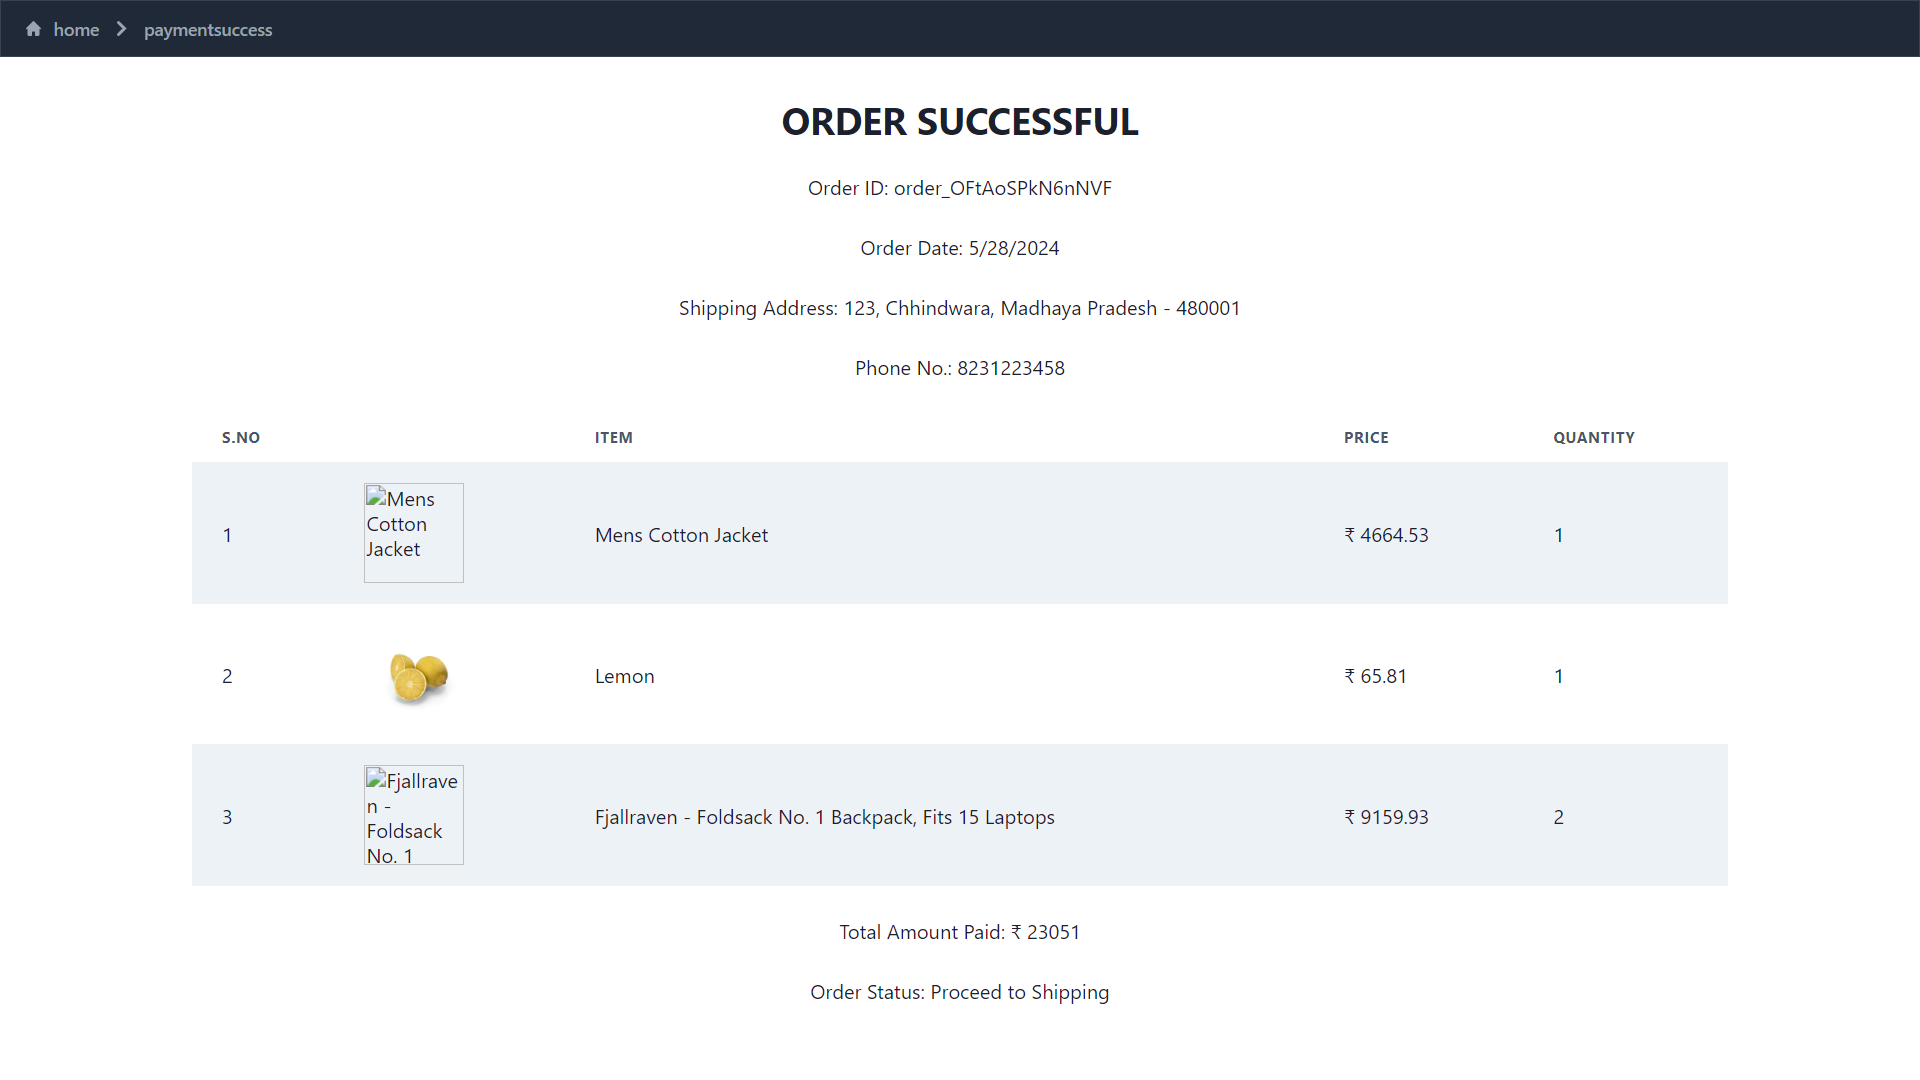 home > paymentsuccess
ORDER SUCCESSFUL
Order ID: order_OFtAoSPkN6nNVF
Order Date: 5/28/2024
Shipping Address: 123, Chhindwara, Madhaya Pradesh - 480001
Phone No.: 8231223458
S.NO ITEM PRICE QUANTITY
Mens
Cotton
Jacket
1 Mens Cotton Jacket ₹ 4664.53 1
2 Lemon ₹ 65.81 1
Fjallrave
n -
Foldsack
No. 1
3 Fjallraven - Foldsack No. 1 Backpack, Fits 15 Laptops ₹ 9159.93 2
Total Amount Paid: ₹ 23051
Order Status: Proceed to Shipping